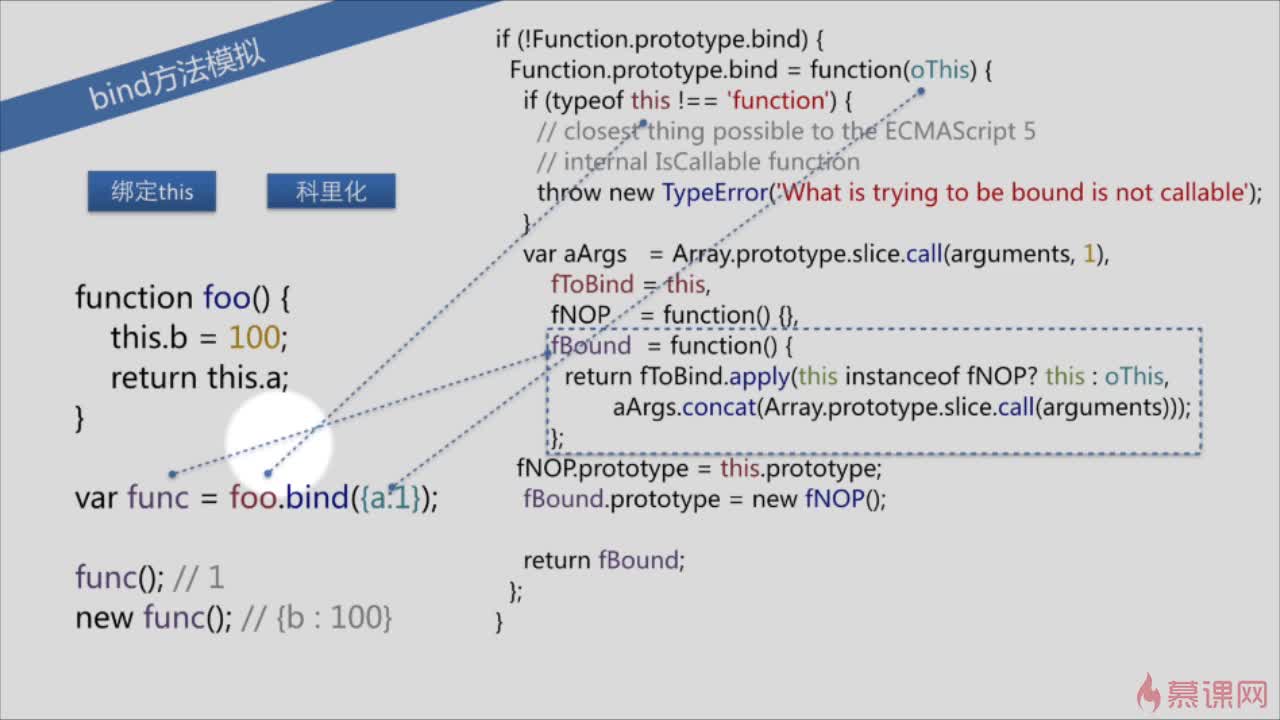 bind方法模拟
绑定this
科里化
function foo() {
this.b = 100;
return this.a;
}
var func = foo.bind({a:1});
func(); // 1
new func(); // {b : 100}
if (!Function.prototype.bind) {
Function.prototype.bind = function(oThis) {
if (typeof this !== 'function') {
// closest thing possible to the ECMAScript 5
// internal IsCallable function
throw new TypeError('What is trying to be bound is not callable');
}
var aArgs = Array.prototype.slice.call(arguments, 1),
fToBind = this,
fNOP = function() {},
fBound = function() {
return fToBind.apply(this instanceof fNOP? this : oThis,
aArgs.concat(Array.prototype.slice.call(arguments)));
};
fNOP.prototype = this.prototype;
fBound.prototype = new fNOP();
return fBound;
};
}
慕课网